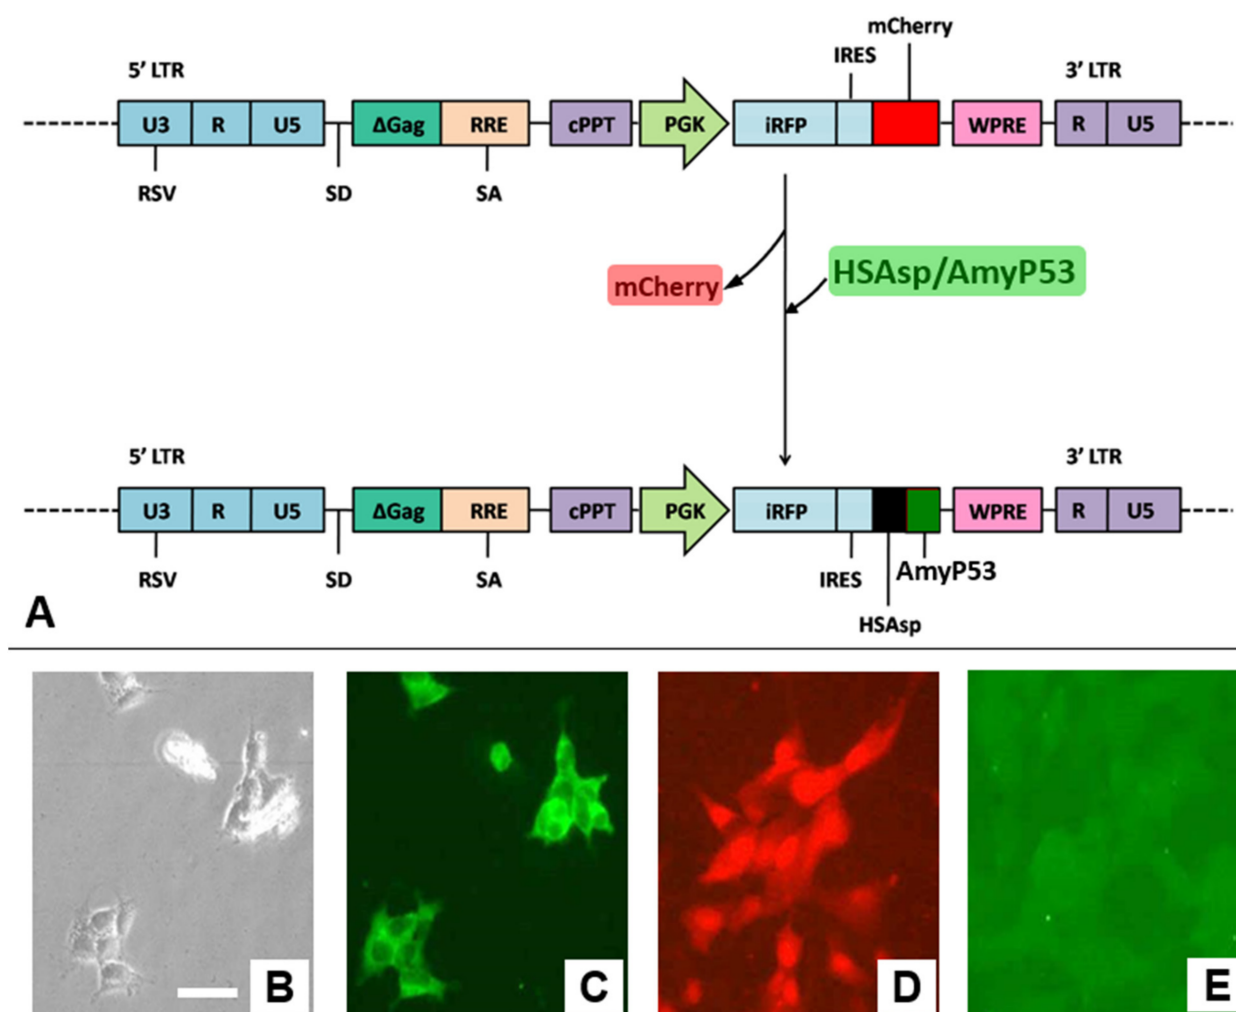 mCherry
IRES
5' LTR
3' LTR
U3 R U5 ΔGag RRE cPPT PGK iRFP WPRE R U5
RSV SD SA
mCherry
HSAsp/AmyP53
5' LTR
3' LTR
U3 R U5 ΔGag RRE cPPT PGK iRFP WPRE R U5
RSV SD SA IRES AmyP53
HSAsp
A
B C D E